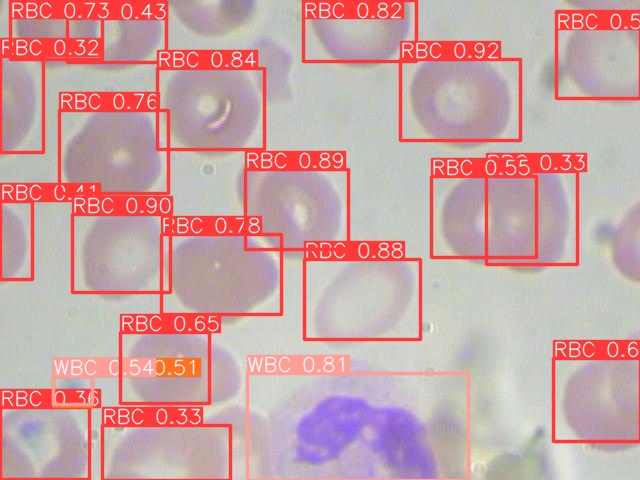 RBC 0.73 0.43
RBC 0.82
RBC 0.5
RBC 0.32
RBC 0.84
RBC 0.92
RBC 0.76
RBC 0.89
RBC 0.55 0.33
RBC 0.41
RBC 0.90
RBC 0.78
RBC 0.88
RBC 0.65
RBC 0.6
WBC 0.54 0.51
WBC 0.81
RBC 0.36
RBC 0.33